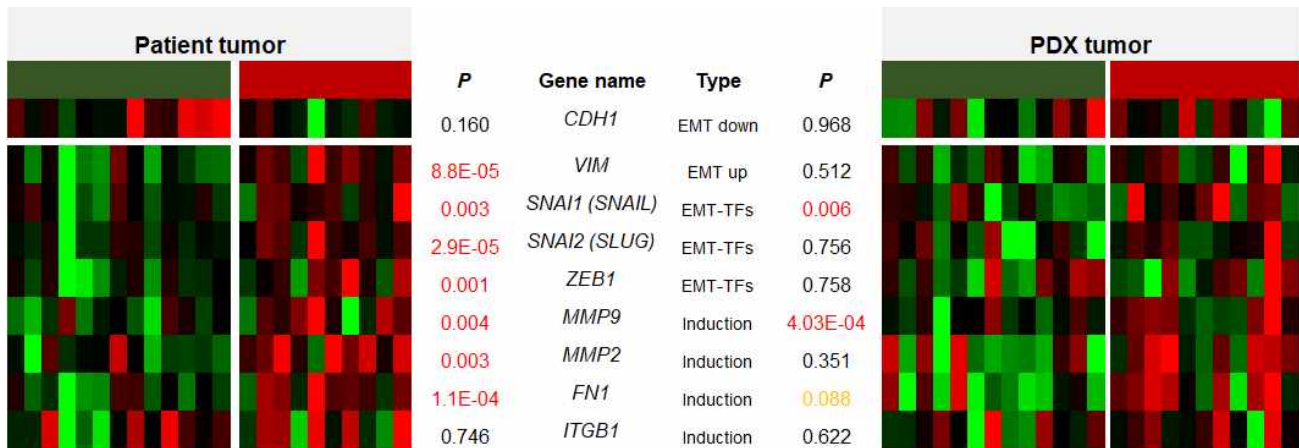 Patient tumor PDX tumor
P Gene name Type P
0.160 CDH1 EMT down 0.968
8.8E-05 VIM EMT up 0.512
0.003 SNAI1 (SNAIL) EMT-TFs 0.006
2.9E-05 SNAI2 (SLUG) EMT-TFs 0.756
0.001 ZEB1 EMT-TFs 0.758
0.004 MMP9 Induction 4.03E-04
0.003 MMP2 Induction 0.351
1.1E-04 FN1 Induction 0.088
0.746 ITGB1 Induction 0.622